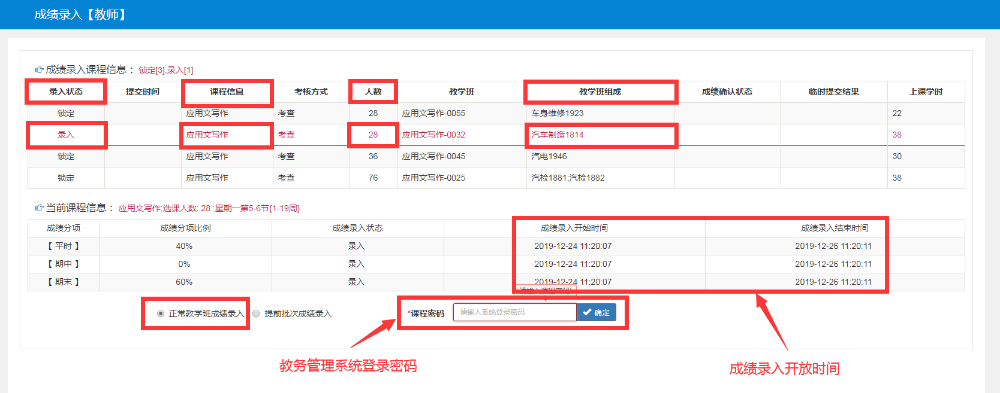 成绩录入【教师】
成绩录入课程信息： 锁定[3],录入[1]
录入状态 提交时间 课程信息 考核方式 人数 教学班 教学班组成 成绩确认状态 临时提交结果 上课学时
锁定 应用文写作 考查 28 应用文写作-0055 车身维修1923 22
录入 应用文写作 考查 28 应用文写作-0032 汽车制造1814 38
锁定 应用文写作 考查 36 应用文写作-0045 汽电1946 30
锁定 应用文写作 考查 76 应用文写作-0025 汽检1881;汽检1882 38
当前课程信息： 应用文写作;选课人数: 28 ;星期一第5-6节{1-19周}
成绩分项 成绩分项比例 成绩录入状态 成绩录入开始时间 成绩录入结束时间
【 平时 】 40% 录入 2019-12-24 11:20:07 2019-12-26 11:20:11
【 期中 】 0% 录入 2019-12-24 11:20:07 2019-12-26 11:20:11
【 期末 】 60% 录入 2019-12-24 11:20:07 2019-12-26 11:20:11
正常教学班成绩录入 提前批次成绩录入 *课程密码 请输入系统登录密码 确定
教务管理系统登录密码
成绩录入开放时间